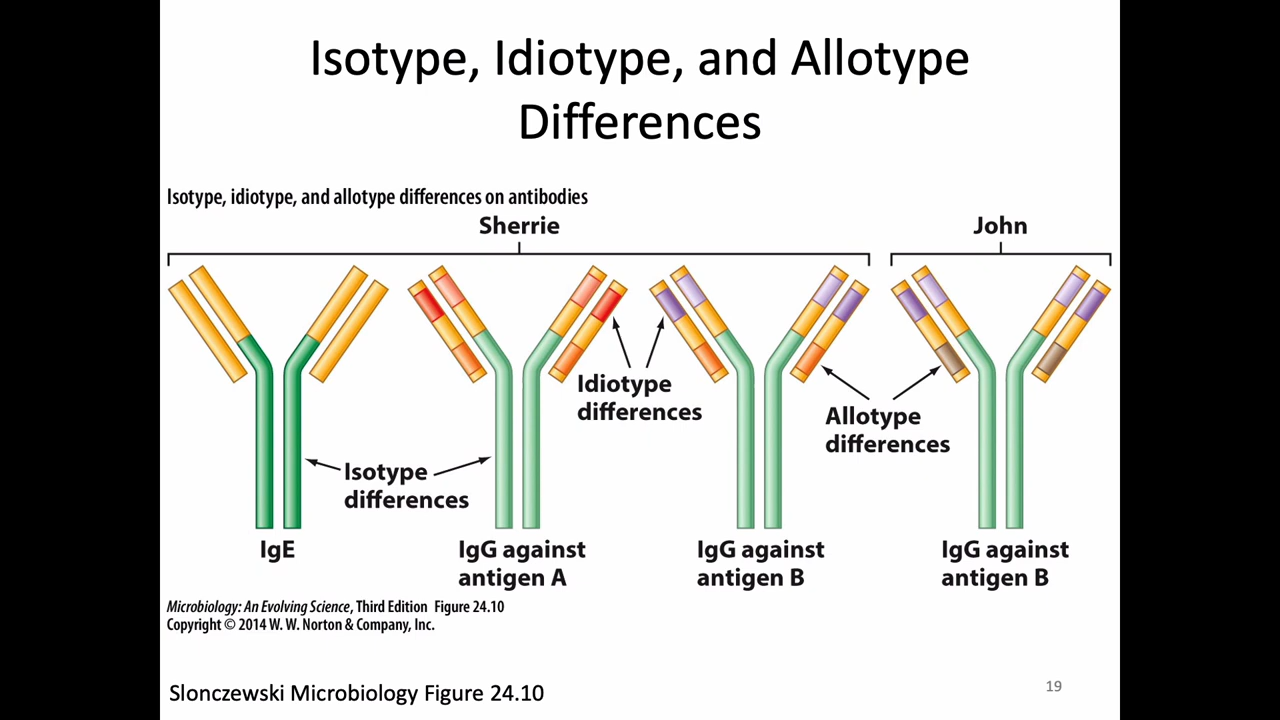 Isotype, Idiotype, and Allotype
Differences
Isotype, idiotype, and allotype differences on antibodies
Sherrie
John
Idiotype
differences
Allotype
differences
Isotype
differences
IgE
IgG against
antigen A
IgG against
antigen B
IgG against
antigen B
Microbiology: An Evolving Science, Third Edition Figure 24.10
Copyright © 2014 W. W. Norton & Company, Inc.
Slonczewski Microbiology Figure 24.10
19